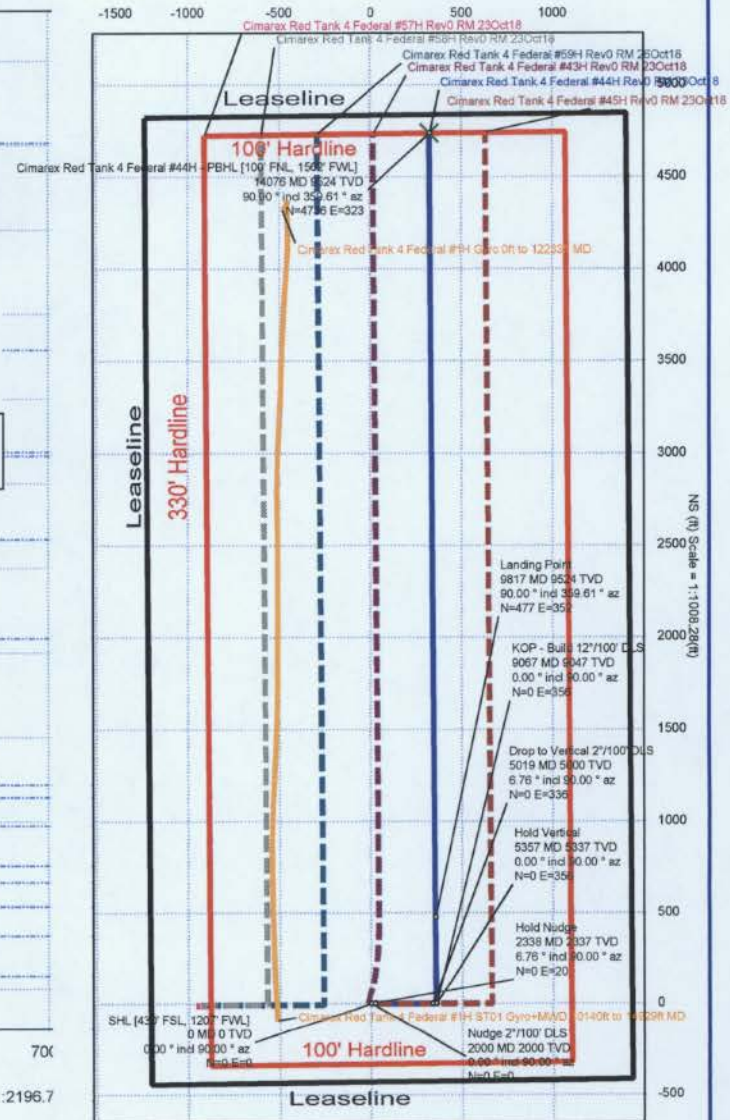 -1000 -500 0 500 1000
Cimarex Red Tank 4 Federal #57H Rev0 RM 23Oct18
Cimarex Red Tank 4 Federal #58H Rev0 RM 23Oct18
Cimarex Red Tank 4 Federal #59H Rev0 RM 25Oct18
Cimarex Red Tank 4 Federal #43H Rev0 RM 23Oct18
Cimarex Red Tank 4 Federal #44H Rev0 RM 23Oct18
5000
Leaseline
Cimarex Red Tank 4 Federal #45H Rev0 RM 23Oct18
100' Hardline
Cimarex Red Tank 4 Federal #44H - PBHL [100' FNL, 1502' FWL]
14076 MD 9524 TVD
90.00 ° incl 359.61 ° az
N=4736 E=323
4500
Cimarex Red Tank 4 Federal #1H Gyro 0ft to MD
4000
3500
Leaseline
330' Hardline
3000
2500
NS (ft) Scale = 1:1008.28(ft)
Landing Point
9817 MD 9524 TVD
90.00 ° incl 359.61 ° az
N=477 E=352
2000
KOP - Build 12°/100' DLS
9067 MD 9047 TVD
0.00 ° incl 90.00 ° az
N=0 E=356
1500
Drop to Vertical 2°/100' DLS
5019 MD 5000 TVD
6.76 ° incl 90.00 ° az
N=0 E=336
1000
Hold Vertical
5357 MD 5337 TVD
0.00 ° incl 90.00 ° az
N=0 E=356
500
Hold Nudge
2338 MD 2337 TVD
6.76 ° incl 90.00 ° az
N=0 E=20
0
SHL [430' FSL, 1207' FWL]
0 MD 0 TVD
0.00 ° incl 90.00 ° az
N=0 E=0
Cimarex Red Tank 4 Federal #1H ST01 Gyro+MWD MD
Nudge 2°/100' DLS
2000 MD 2000 TVD
0.00 ° incl 90.00 ° az
N=0 E=0
100' Hardline
700
:2196.7
Leaseline
-500